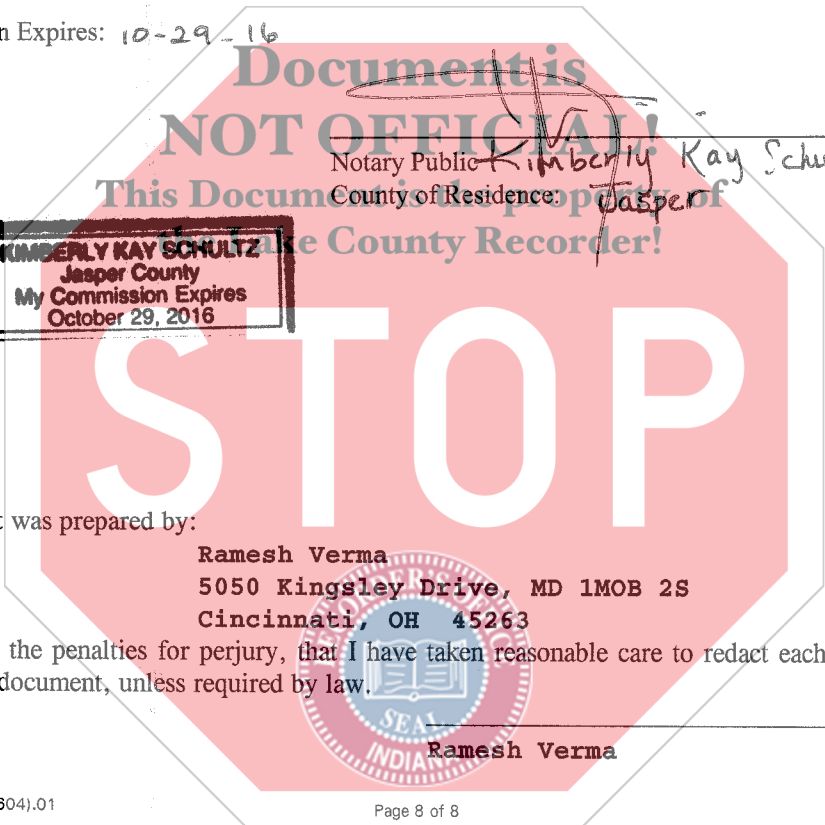 n Expires: 10-29-16
Document is
NOT OFFICIAL!
Notary Public Kimberly Kay Schu
This Document is the property of
County of Residence: Jasper
the Lake County Recorder!
KIMBERLY KAY SCHULTZ
Jasper County
My Commission Expires
October 29, 2016
STOP
t was prepared by:
Ramesh Verma
5050 Kingsley Drive, MD 1MOB 2S
Cincinnati, OH 45263
the penalties for perjury, that I have taken reasonable care to redact each
document, unless required by law.
RECORDER'S OFFICE
SEAL
INDIANA
Ramesh Verma
604).01
Page 8 of 8